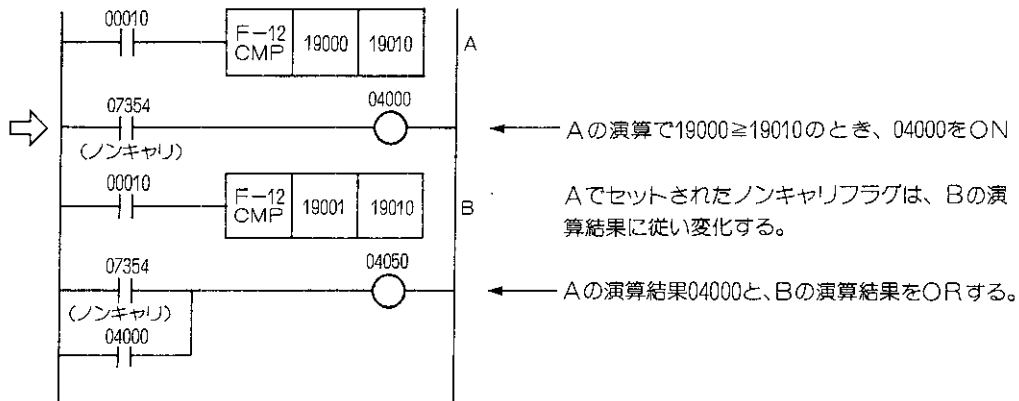 00010
F-12 CMP 19000 19010 A
07354 04000
(ノンキャリ)
Aの演算で19000≧19010のとき、04000をON
00010
F-12 CMP 19001 19010 B
Aでセットされたノンキャリフラグは、Bの演
算結果に従い変化する。
07354 04050
(ノンキャリ)
Aの演算結果04000と、Bの演算結果をORする。
04000